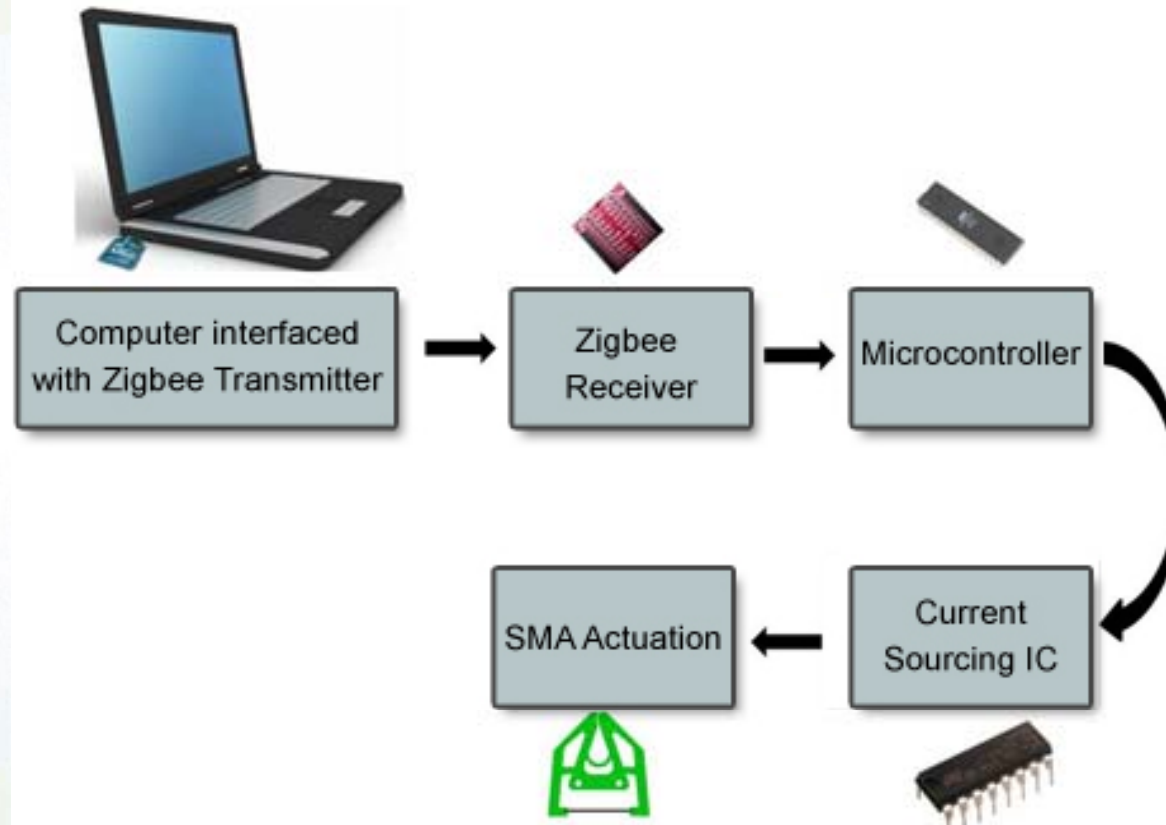 Computer interfaced
with Zigbee Transmitter
Zigbee
Receiver
Microcontroller
Current
Sourcing IC
SMA Actuation